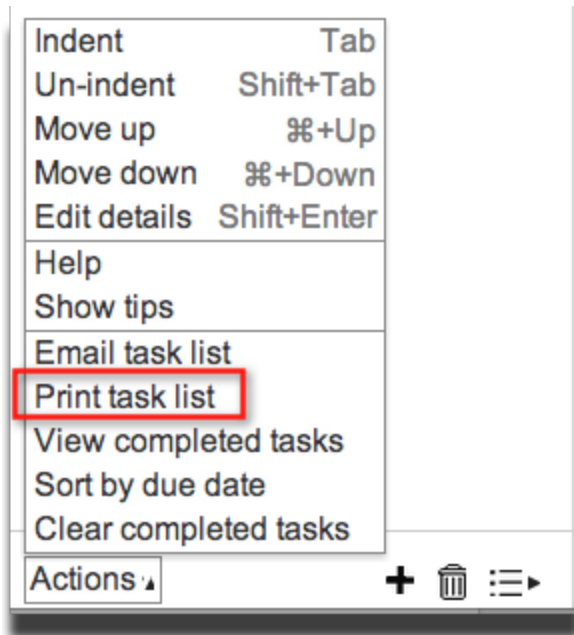 Indent Tab
Un-indent Shift+Tab
Move up ⌘+Up
Move down ⌘+Down
Edit details Shift+Enter
Help
Show tips
Email task list
Print task list
View completed tasks
Sort by due date
Clear completed tasks
Actions